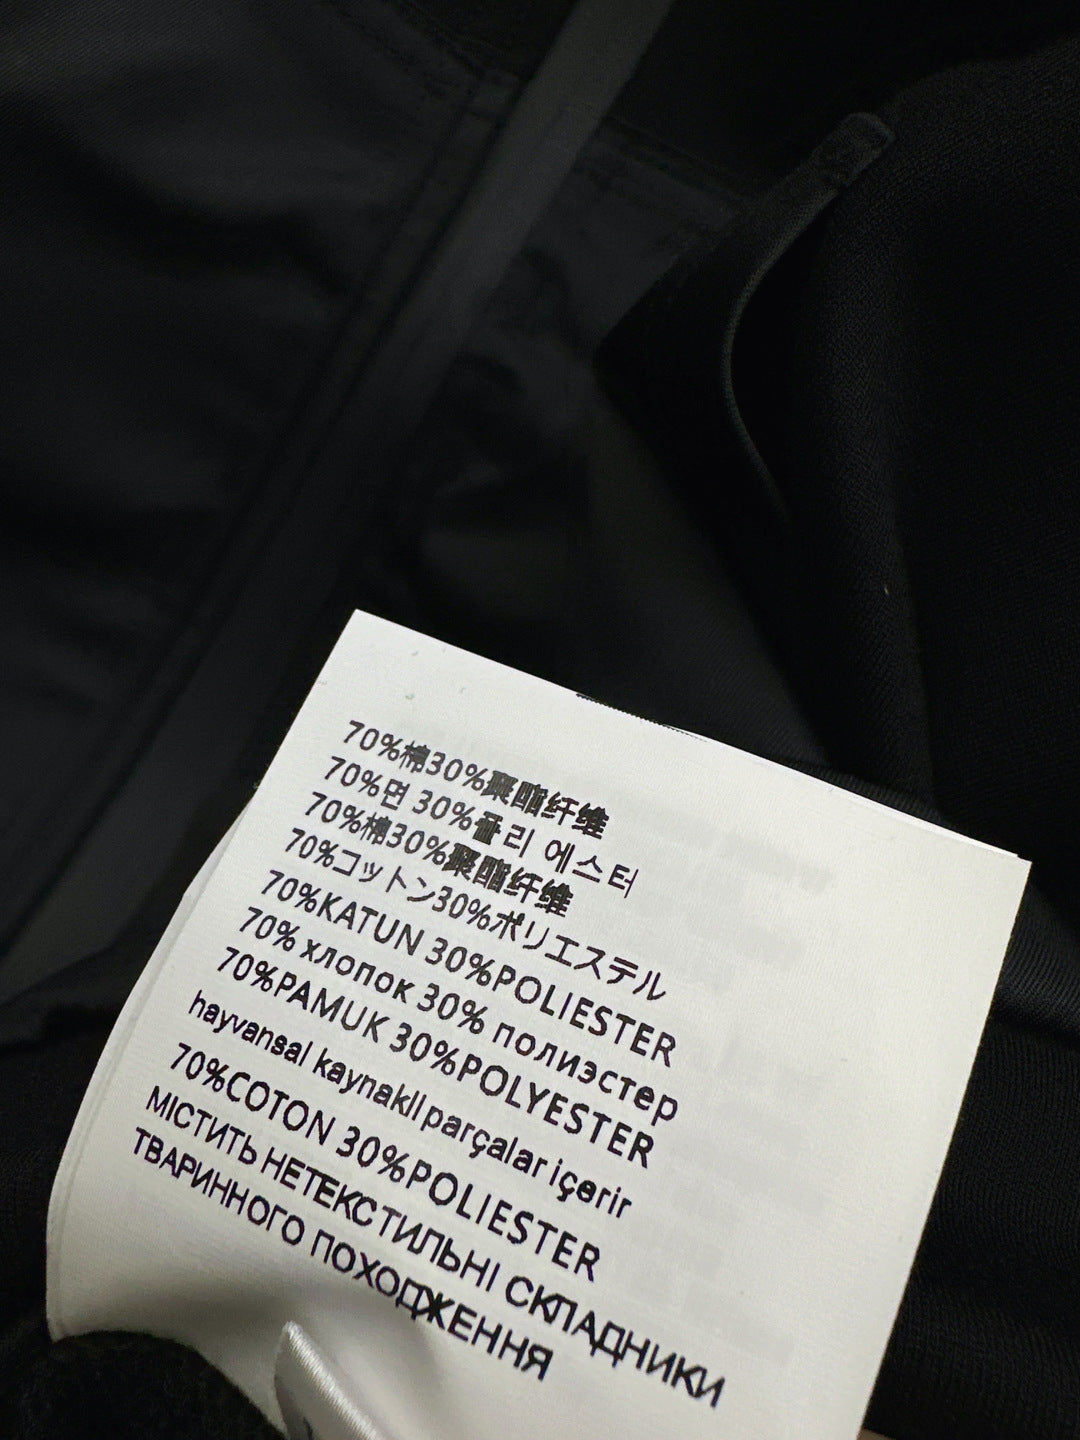 70%棉30%聚酯纤维
70%면 30%폴리 에스터
70%棉30%聚酯纤维
70%コットン30%ポリエステル
70%KATUN 30%POLIESTER
70% хлопок 30% полиэстер
70%PAMUK 30%POLYESTER
hayvansal kaynakllparçalar içerir
70%COTON 30%POLIESTER
МІСТИТЬ НЕТЕКСТИЛЬНІ СКЛАДНИКИ
ТВАРИННОГО ПОХОДЖЕННЯ